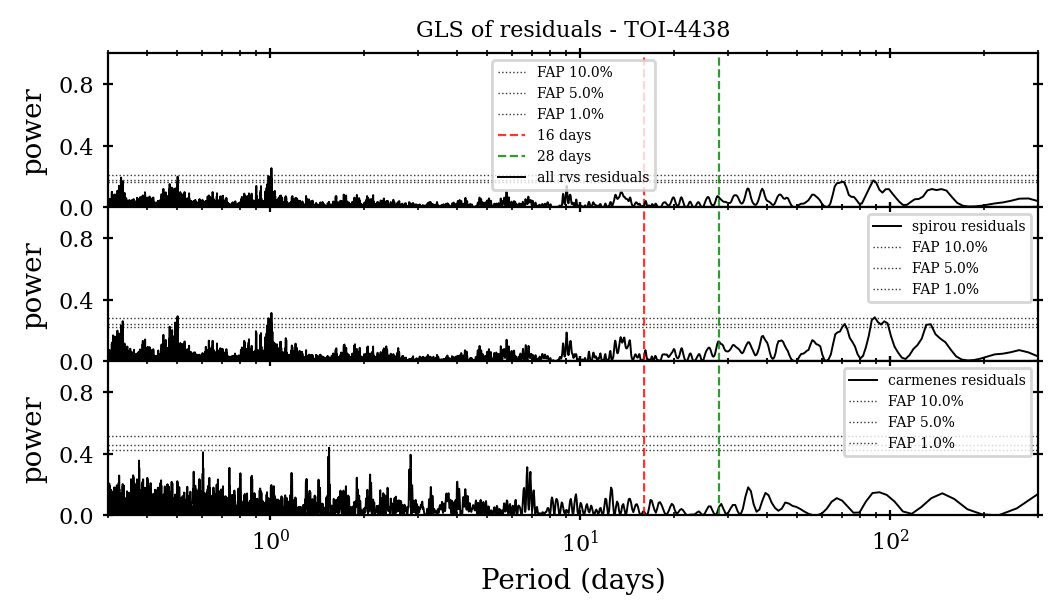 GLS of residuals - TOI-4438
power
0.8
0.4
0.0
FAP 10.0%
FAP 5.0%
FAP 1.0%
16 days
28 days
all rvs residuals
power
0.8
0.4
0.0
spirou residuals
FAP 10.0%
FAP 5.0%
FAP 1.0%
power
0.8
0.4
0.0
carmenes residuals
FAP 10.0%
FAP 5.0%
FAP 1.0%
10⁰ 10¹ 10²
Period (days)